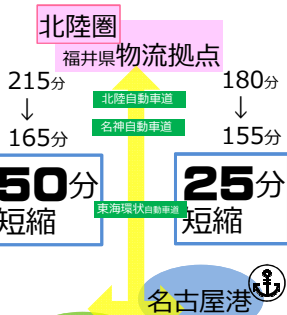 北陸圏
福井県物流拠点
215分
↓
165分
50分
短縮
北陸自動車道
名神自動車道
東海環状自動車道
180分
↓
155分
25分
短縮
名古屋港